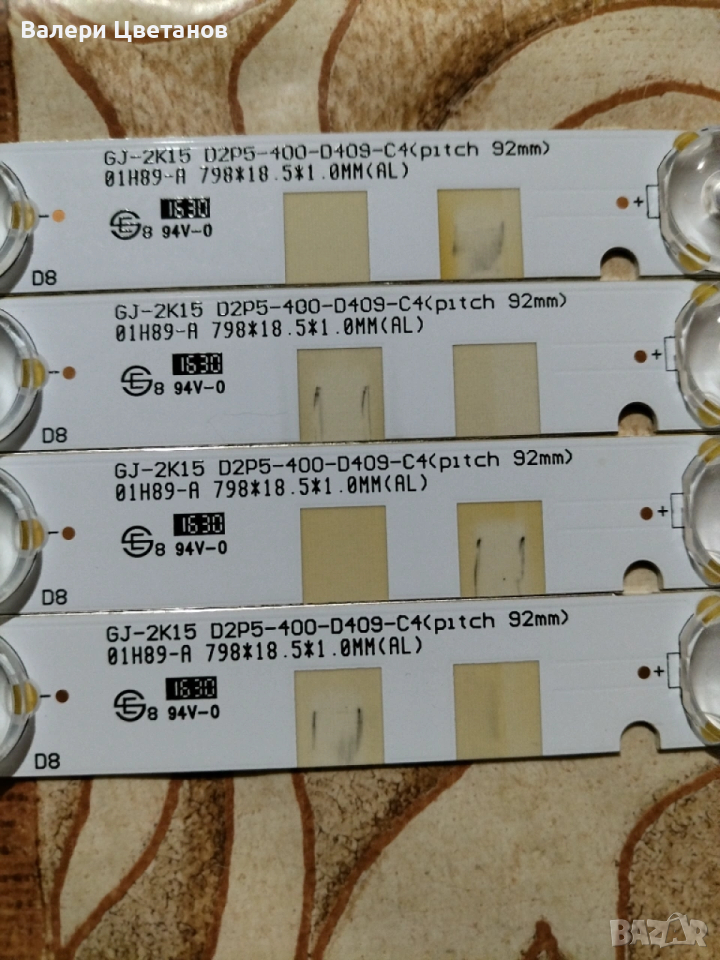 Валери Цветанов
GJ-2K15 D2P5-400-D409-C4(pitch 92mm)
01H89-A 798*18.5*1.0MM(AL)
1630
8 94V-0
+
-
D8
GJ-2K15 D2P5-400-D409-C4(pitch 92mm)
01H89-A 798*18.5*1.0MM(AL)
1630
8 94V-0
+
-
D8
GJ-2K15 D2P5-400-D409-C4(pitch 92mm)
01H89-A 798*18.5*1.0MM(AL)
1630
8 94V-0
+
-
D8
GJ-2K15 D2P5-400-D409-C4(pitch 92mm)
01H89-A 798*18.5*1.0MM(AL)
1630
8 94V-0
+
-
D8
BAZAR